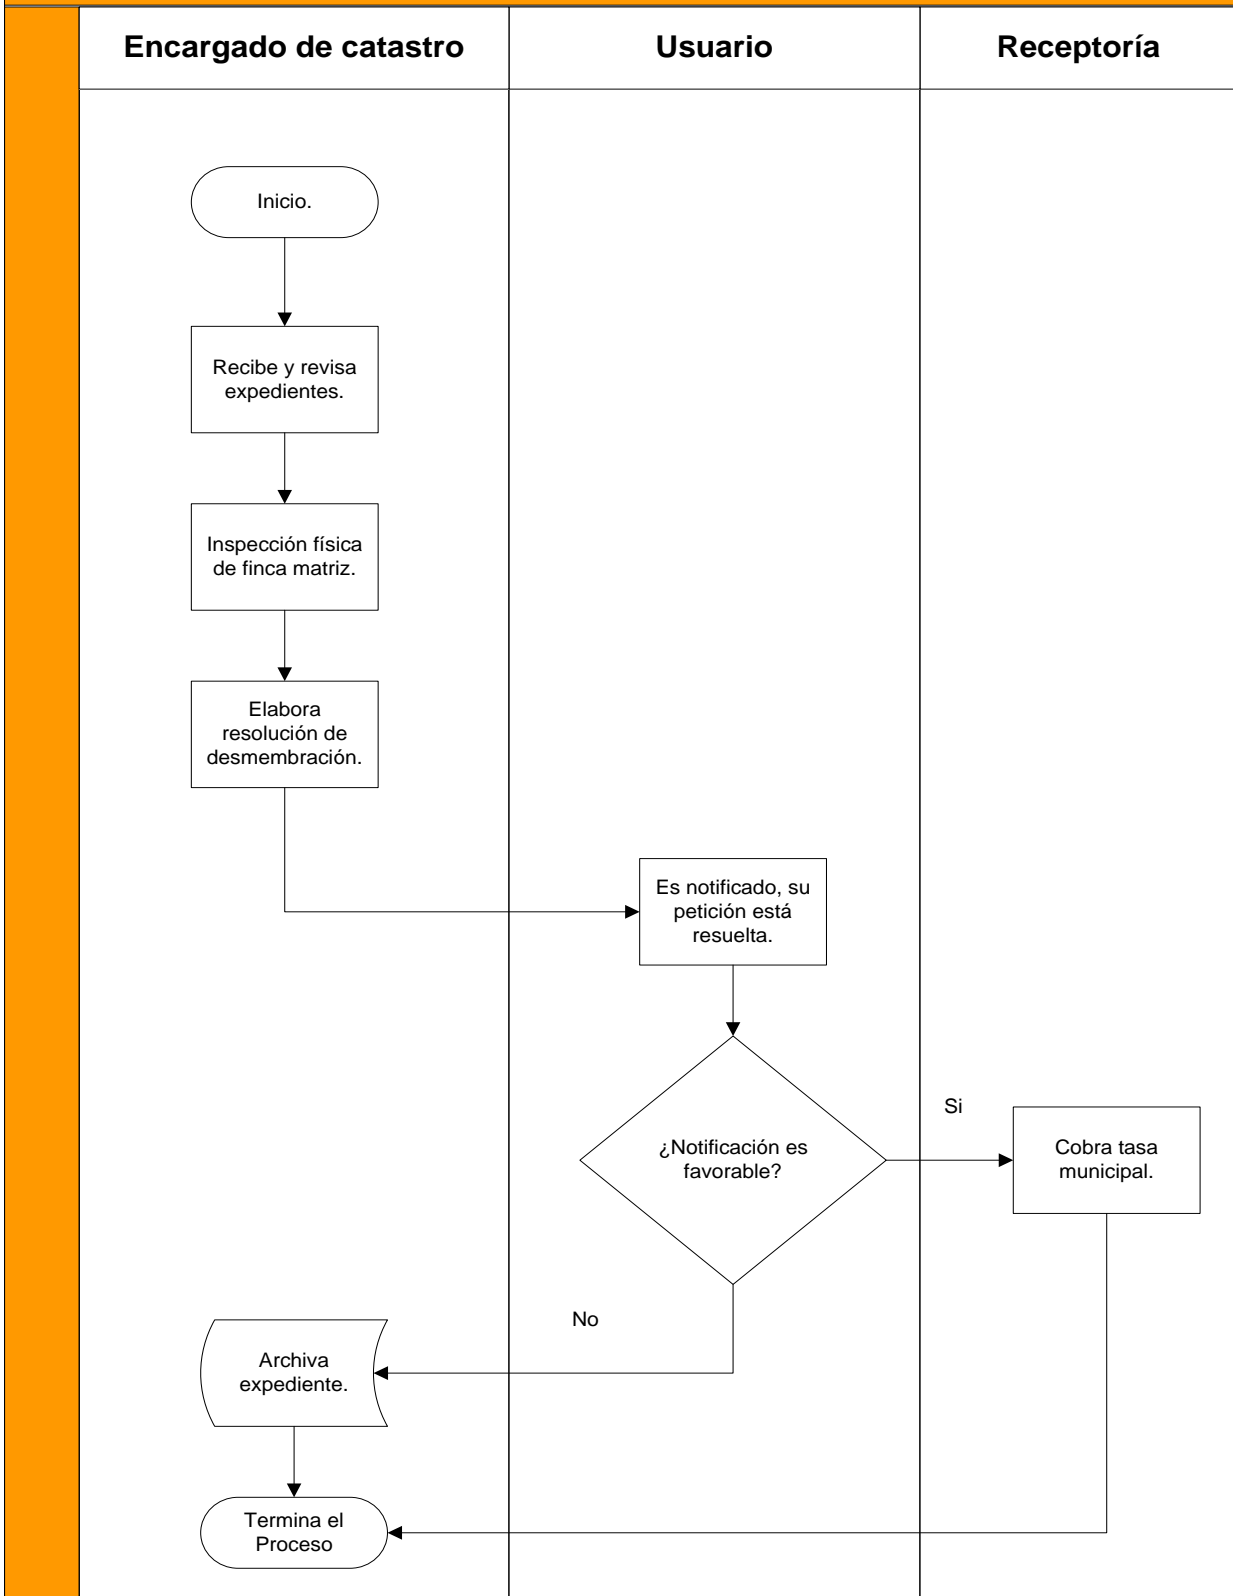 Encargado de catastro
Usuario
Receptoría
Inicio.
Recibe y revisa
expedientes.
Inspección física
de finca matriz.
Elabora
resolución de
desmembración.
Es notificado, su
petición está
resuelta.
¿Notificación es
favorable?
Si
Cobra tasa
municipal.
No
Archiva
expediente.
Termina el
Proceso